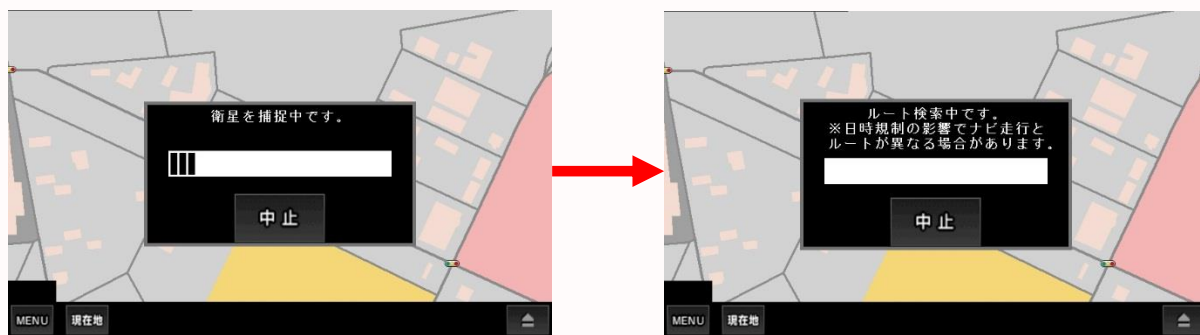 衛星を捕捉中です。
中止
MENU
現在地
ルート検索中です。
※日時規制の影響でナビ走行と
ルートが異なる場合があります。
中止
MENU
現在地